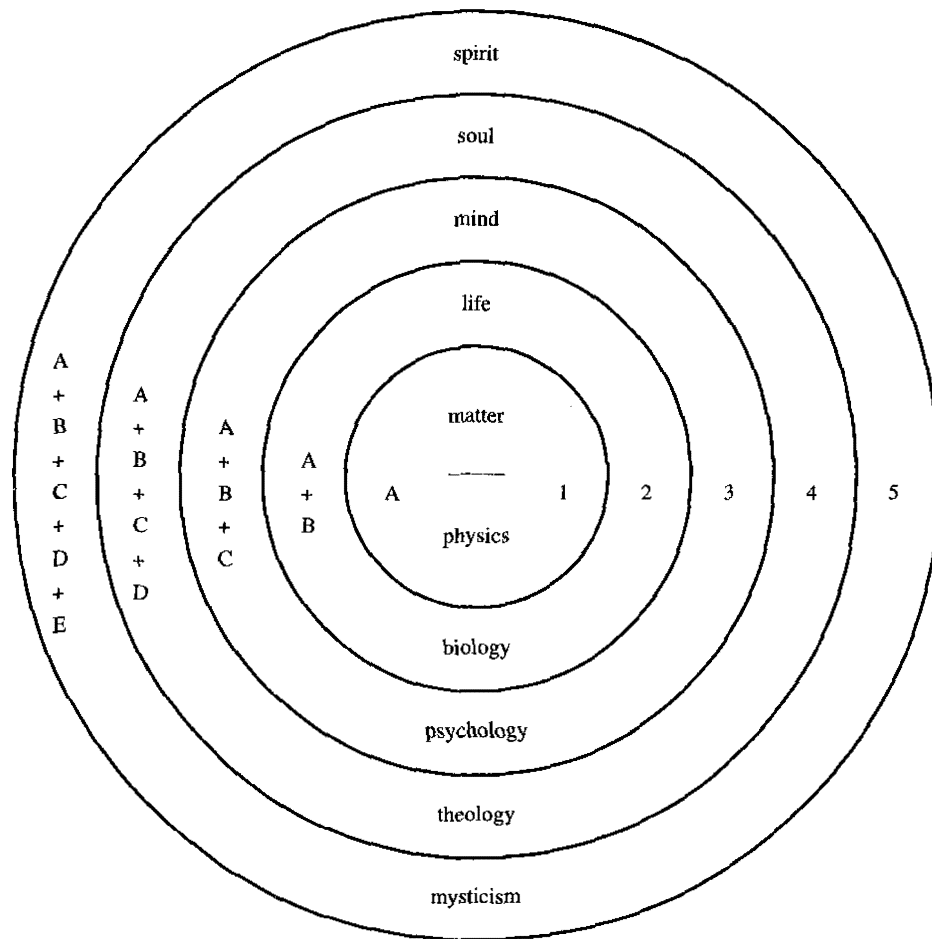 spirit
soul
mind
life
matter
A
+
B
+
C
+
D
+
E
A
+
B
+
C
+
D
A
+
B
+
C
A
+
B
A
1
2
3
4
5
physics
biology
psychology
theology
mysticism